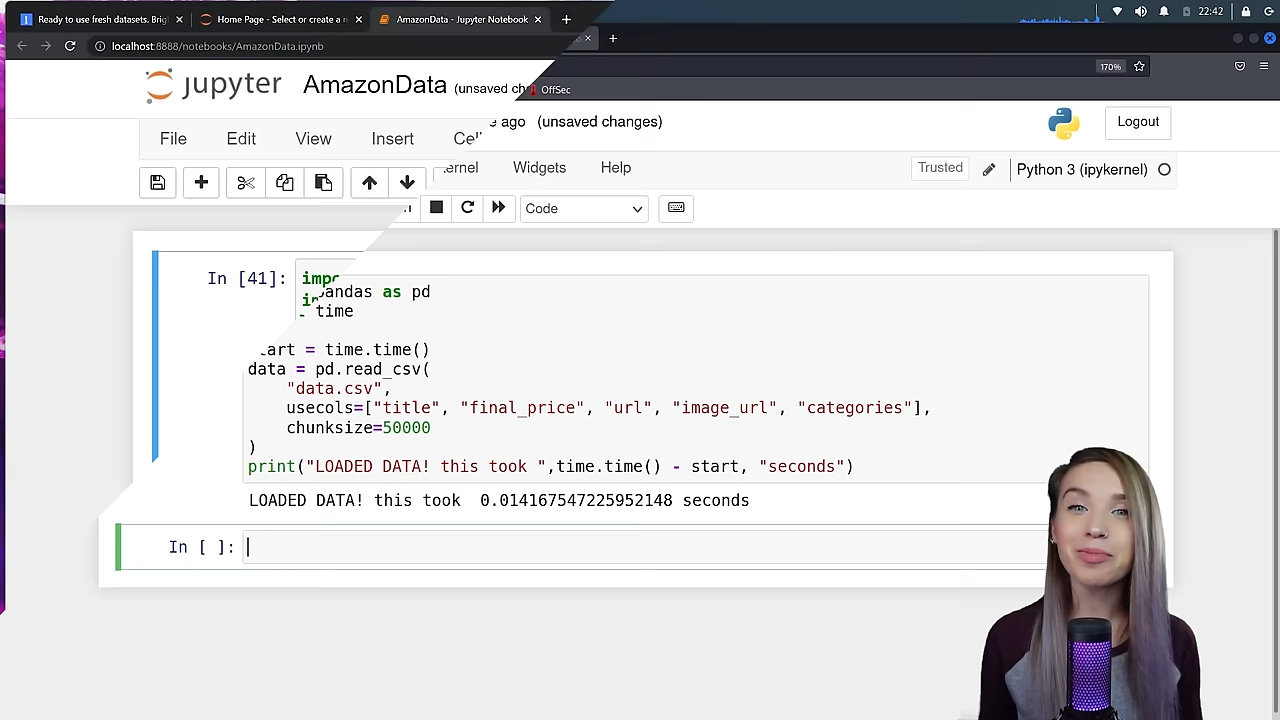 Ready to use fresh datasets. Brigh
Home Page - Select or create a n
AmazonData - Jupyter Notebook
22:42
localhost:8888/notebooks/AmazonData.ipynb
170%
jupyter AmazonData (unsaved ch
OffSec
ago (unsaved changes)
Logout
File Edit View Insert
Widgets Help
Trusted
Python 3 (ipykernel)
Code
In [41]:
pandas as pd
time
= time.time()
data = pd.read_csv(
"data.csv",
usecols=["title", "final_price", "url", "image_url", "categories"],
chunksize=50000
)
print("LOADED DATA! this took ",time.time() - start, "seconds")
LOADED DATA! this took 0.014167547225952148 seconds
In [ ]: